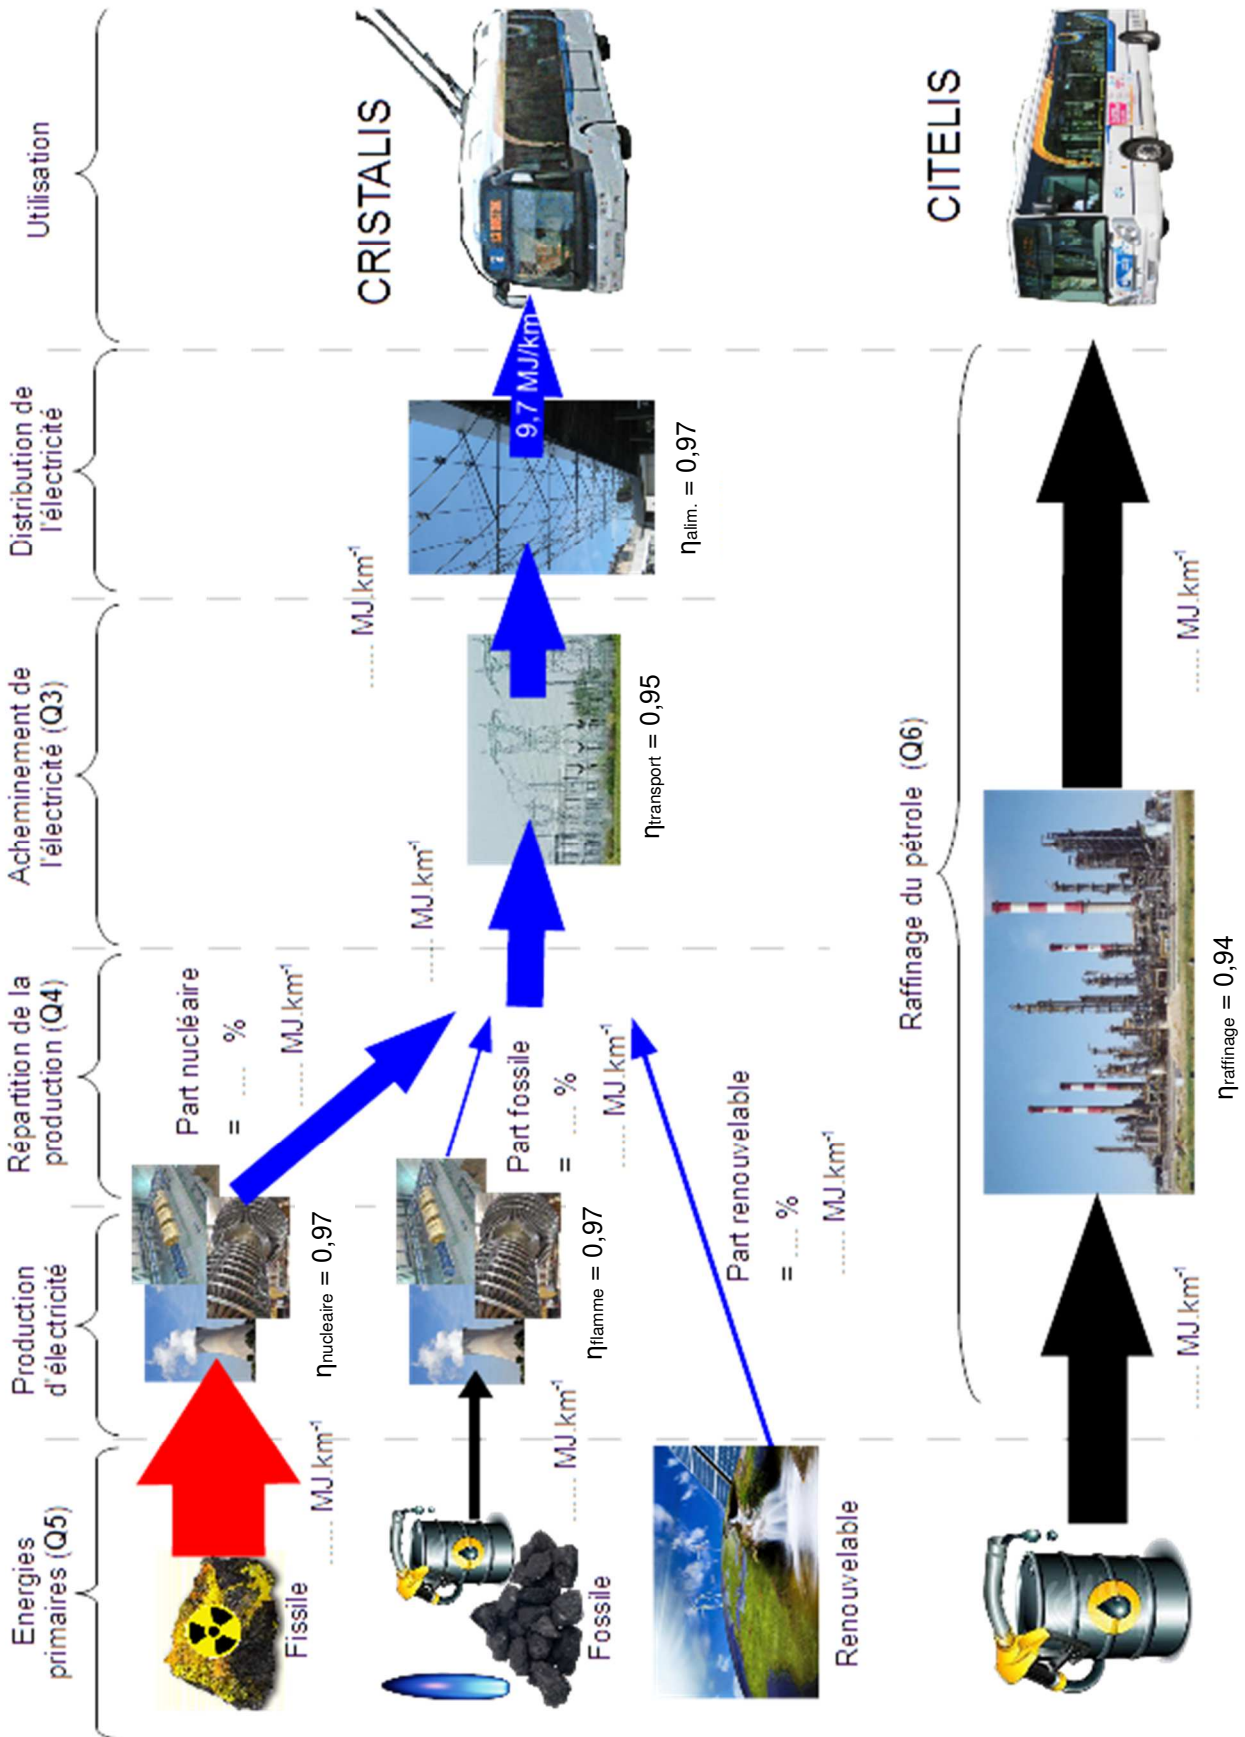 Energies
primaires (Q5)
Production
d'électricité
Répartition de la
production (Q4)
Acheminement de
l'électricité (Q3)
Distribution de
l'électricité
Utilisation
Fissile
...... MJ.km-1
ηnucleaire = 0,97
Part nucléaire
= ...... %
...... MJ.km-1
Fossile
...... MJ.km-1
ηflamme = 0,97
Part fossile
= ...... %
...... MJ.km-1
Renouvelable
Part renouvelable
= ...... %
...... MJ.km-1
...... MJ.km-1
ηtransport = 0,95
...... MJ.km-1
ηalim. = 0,97
9,7 MJ/km
CRISTALIS
Raffinage du pétrole (Q6)
...... MJ.km-1
ηraffinage = 0,94
...... MJ.km-1
CITELIS